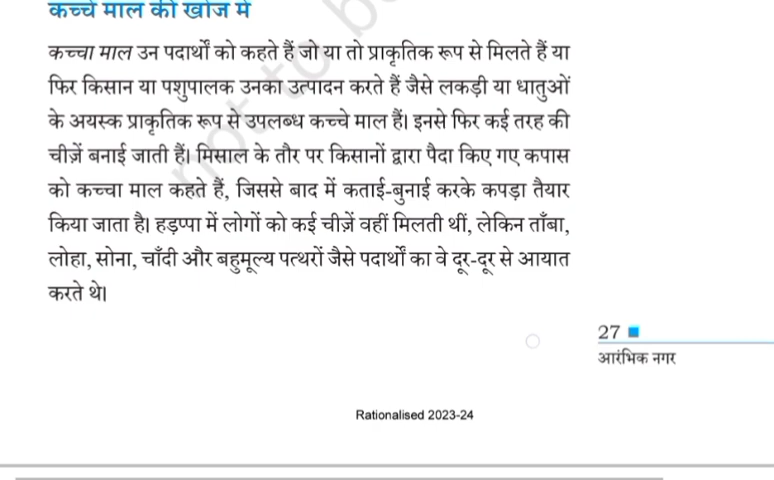 कच्चे माल की खोज में
कच्चा माल उन पदार्थों को कहते हैं जो या तो प्राकृतिक रूप से मिलते हैं या
फिर किसान या पशुपालक उनका उत्पादन करते हैं जैसे लकड़ी या धातुओं
के अयस्क प्राकृतिक रूप से उपलब्ध कच्चे माल हैं। इनसे फिर कई तरह की
चीज़ें बनाई जाती हैं। मिसाल के तौर पर किसानों द्वारा पैदा किए गए कपास
को कच्चा माल कहते हैं, जिससे बाद में कताई-बुनाई करके कपड़ा तैयार
किया जाता है। हड़प्पा में लोगों को कई चीज़ें वहीं मिलती थीं, लेकिन ताँबा,
लोहा, सोना, चाँदी और बहुमूल्य पत्थरों जैसे पदार्थों का वे दूर-दूर से आयात
करते थे।
27
आरंभिक नगर
Rationalised 2023-24
not to b